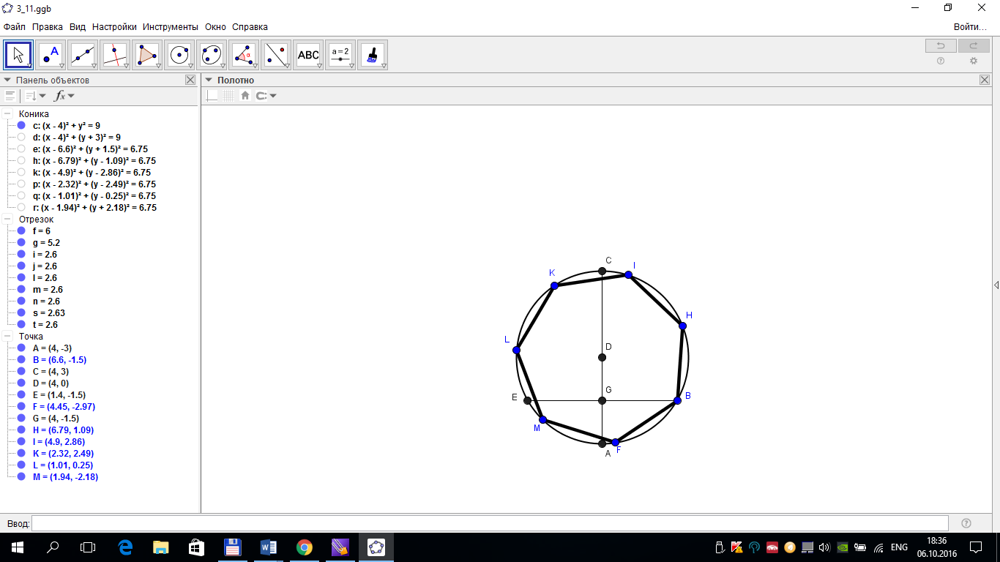 3_11.ggb
Файл Правка Вид Настройки Инструменты Окно Справка Войти...
A ABC a = 2
α
Панель объектов Полотно
fx
Коника
c: (x - 4)² + y² = 9
d: (x - 4)² + (y + 3)² = 9
e: (x - 6.6)² + (y + 1.5)² = 6.75
h: (x - 6.79)² + (y - 1.09)² = 6.75
k: (x - 4.9)² + (y - 2.86)² = 6.75
p: (x - 2.32)² + (y - 2.49)² = 6.75
q: (x - 1.01)² + (y - 0.25)² = 6.75
r: (x - 1.94)² + (y + 2.18)² = 6.75
Отрезок
f = 6
g = 5.2
i = 2.6
j = 2.6
l = 2.6
m = 2.6
n = 2.6
s = 2.63
t = 2.6
Точка
A = (4, -3)
B = (6.6, -1.5)
C = (4, 3)
D = (4, 0)
E = (1.4, -1.5)
F = (4.45, -2.97)
G = (4, -1.5)
H = (6.79, 1.09)
I = (4.9, 2.86)
K = (2.32, 2.49)
L = (1.01, 0.25)
M = (1.94, -2.18)
C
I
K
H
L
D
G
E
B
M
F
A
Ввод:
ENG
18:36
06.10.2016